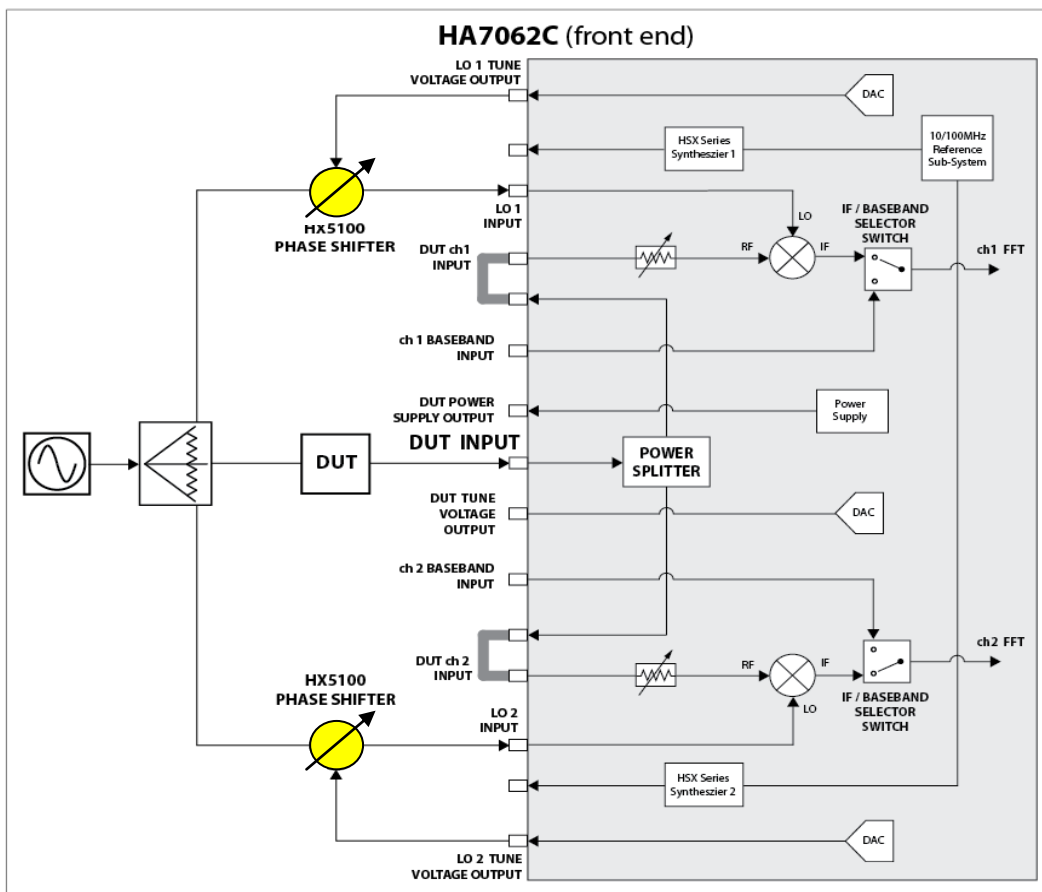 HA7062C (front end)
LO 1 TUNE
VOLTAGE OUTPUT
DAC
HSX Series
Syntheszier 1
10/100MHz
Reference
Sub-System
HX5100
PHASE SHIFTER
LO 1
INPUT
LO
IF / BASEBAND
SELECTOR
SWITCH
DUT ch1
INPUT
RF
IF
ch1 FFT
ch 1 BASEBAND
INPUT
DUT POWER
SUPPLY OUTPUT
Power
Supply
DUT INPUT
DUT
POWER
SPLITTER
DUT TUNE
VOLTAGE
OUTPUT
DAC
ch 2 BASEBAND
INPUT
DUT ch 2
INPUT
RF
IF
ch2 FFT
LO
IF / BASEBAND
SELECTOR
SWITCH
HX5100
PHASE SHIFTER
LO 2
INPUT
HSX Series
Syntheszier 2
DAC
LO 2 TUNE
VOLTAGE OUTPUT